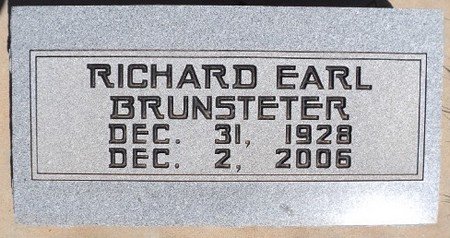 RICHARD EARL
BRUNSTETER
DEC. 31, 1928
DEC. 2, 2006